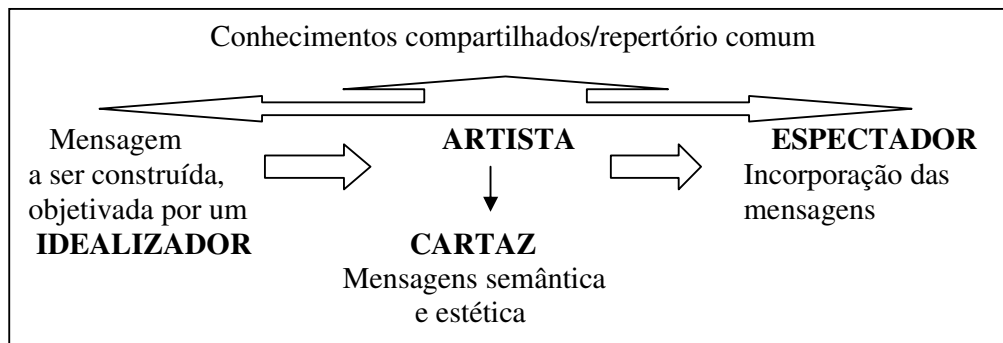 Conhecimentos compartilhados/repertório comum
Mensagem
a ser construída,
objetivada por um
IDEALIZADOR
ARTISTA
CARTAZ
Mensagens semântica
e estética
ESPECTADOR
Incorporação das
mensagens